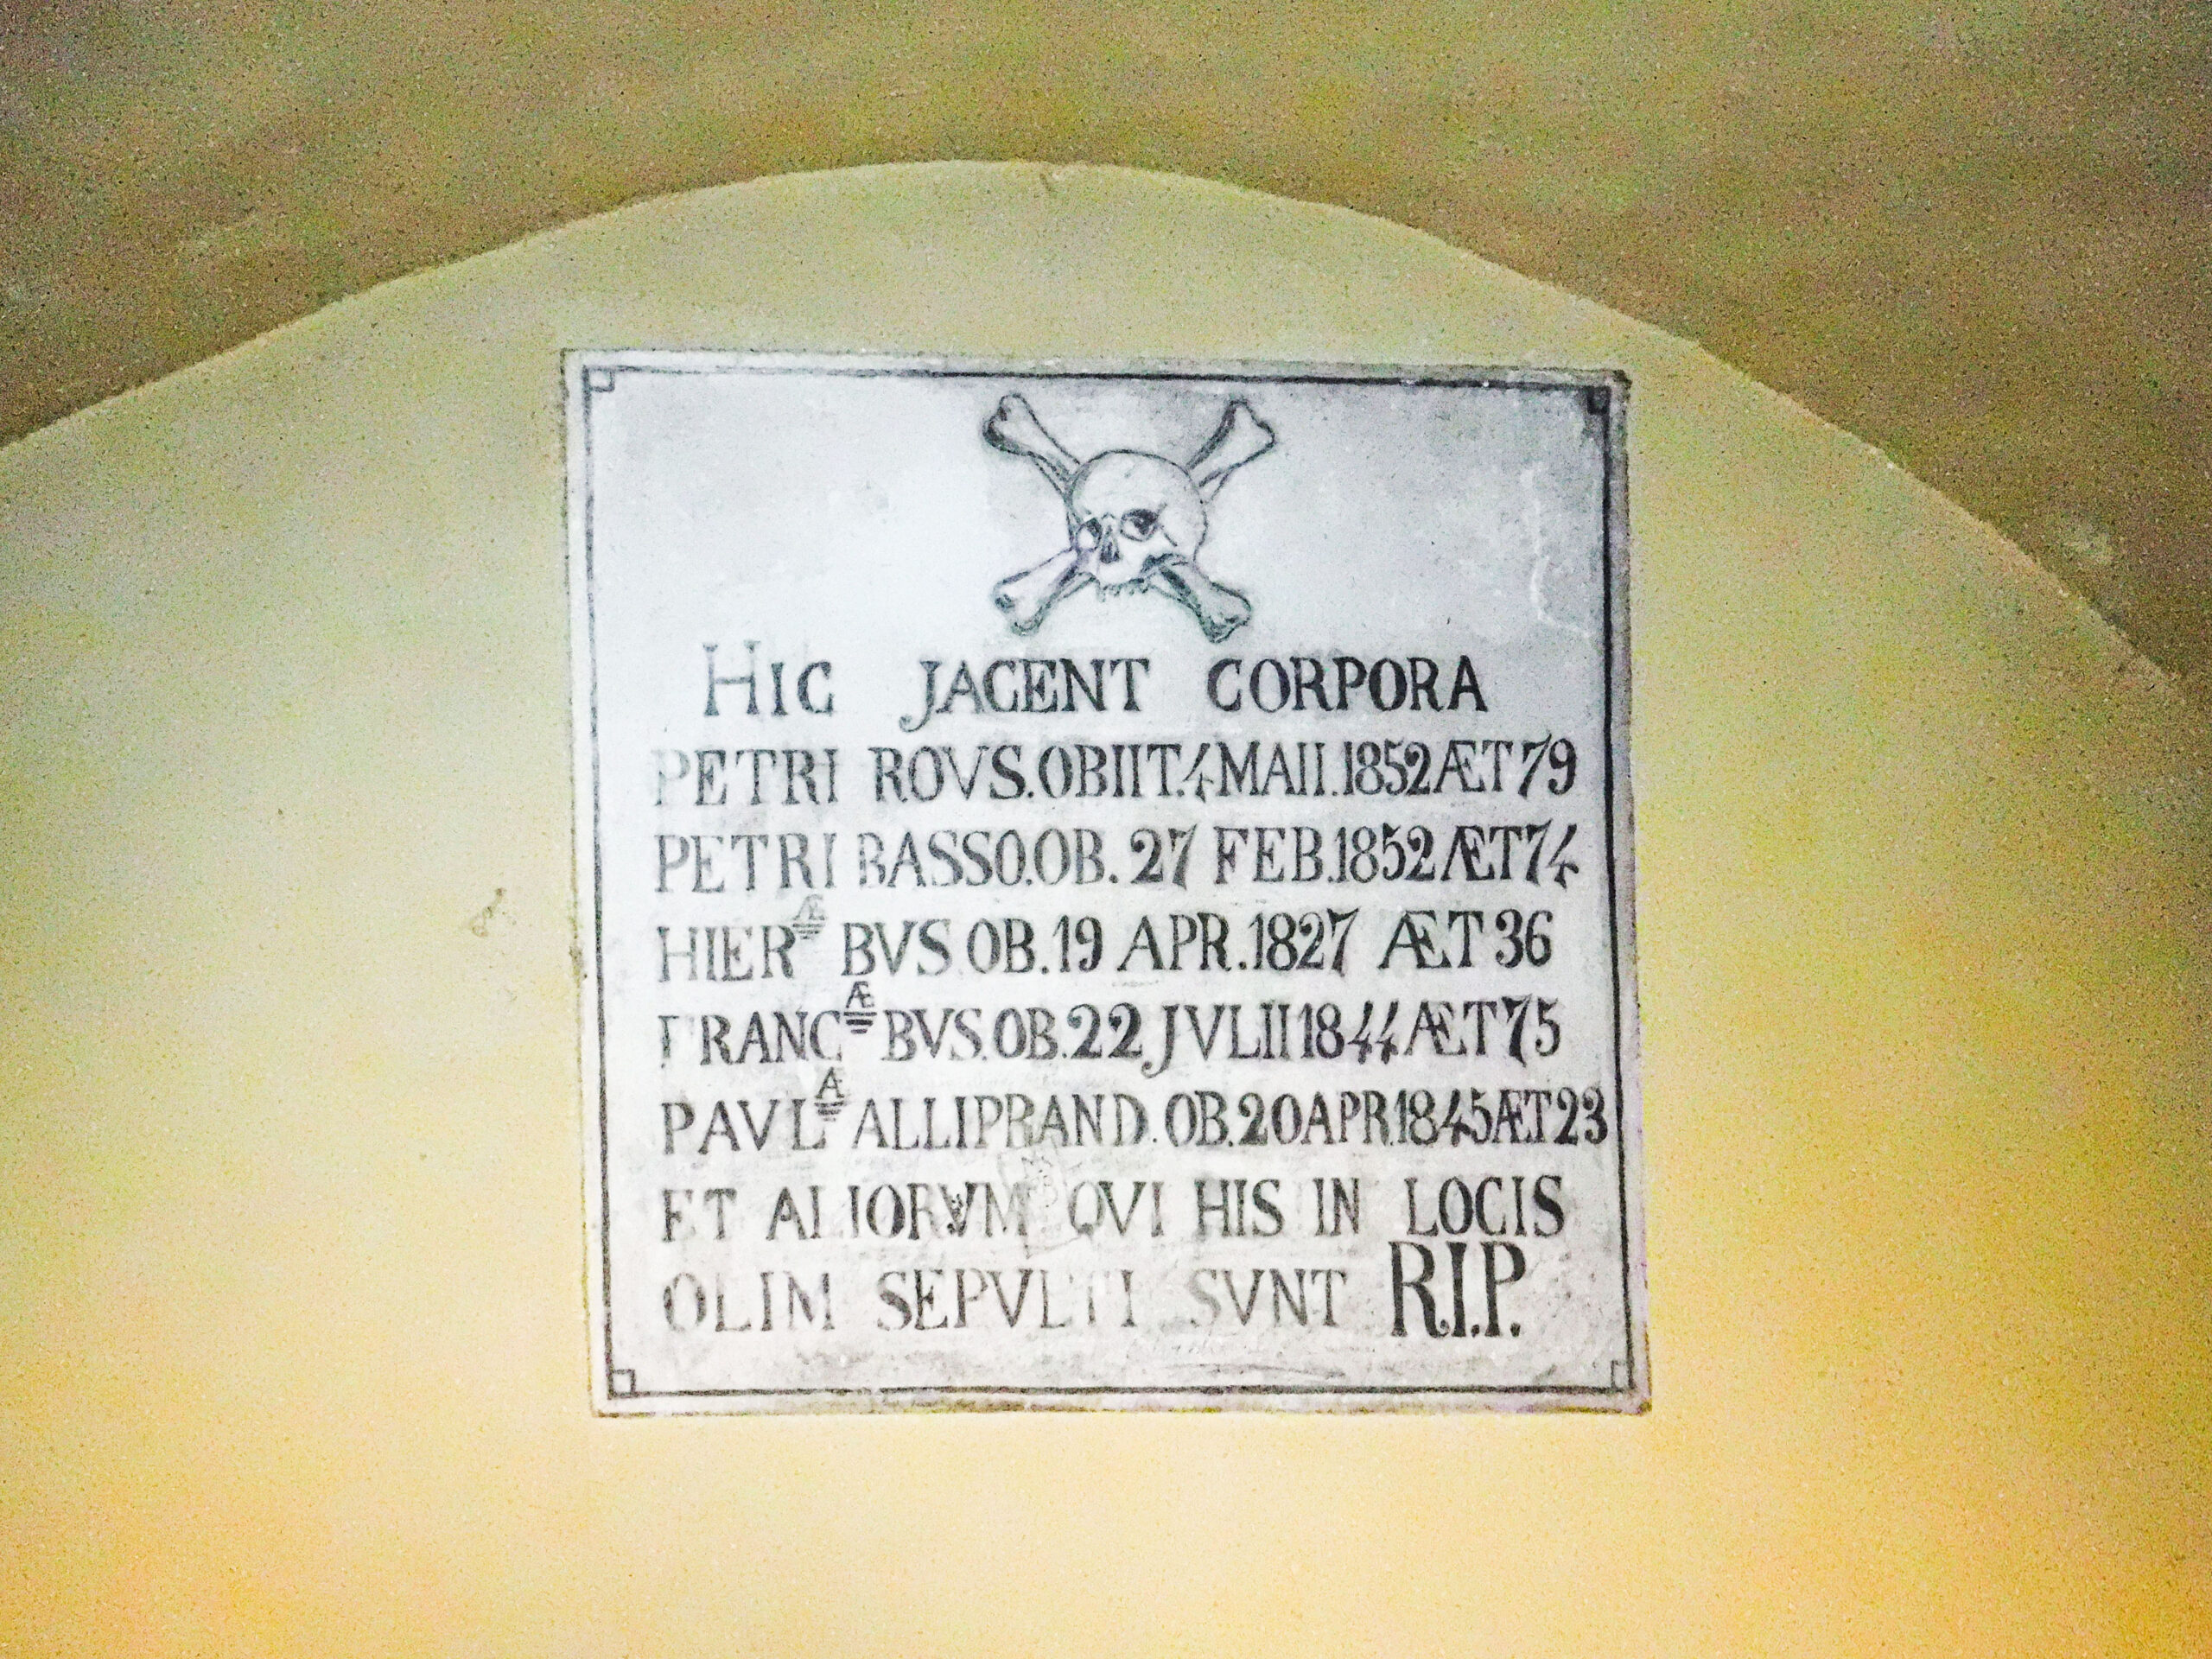 HIC JACENT CORPORA
PETRI ROVS.OBIIT.4 MAII.1852 ÆT 79
PETRI BASSO.OB. 27 FEB.1852 ÆT 74
HIERÆ BVS OB.19 APR.1827 ÆT 36
FRANCÆ BVS.OB.22 JVLII 1844 ÆT 75
PAVLÆ ALLIPRAND.OB.20 APR.1845 ÆT 23
ET ALIORVM QVI HIS IN LOCIS
OLIM SEPVLTI SVNT R.I.P.